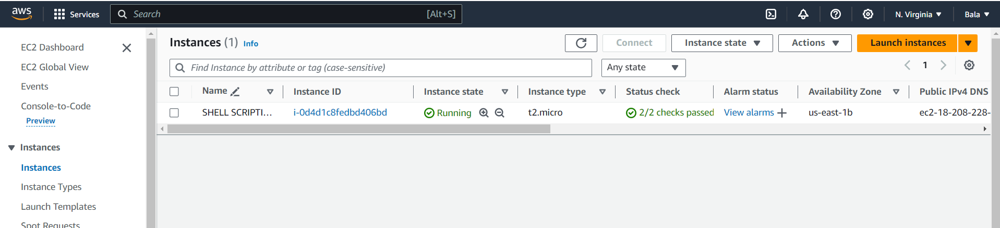 aws Services Search [Alt+S] N. Virginia Bala
EC2 Dashboard
EC2 Global View
Events
Console-to-Code
Preview
Instances
Instances
Instance Types
Launch Templates
Spot Requests
Instances (1) Info Connect Instance state Actions Launch instances
Find Instance by attribute or tag (case-sensitive) Any state 1
Name Instance ID Instance state Instance type Status check Alarm status Availability Zone Public IPv4 DNS
SHELL SCRIPTI... i-0d4d1c8fedbd406bd Running t2.micro 2/2 checks passed View alarms + us-east-1b ec2-18-208-228-